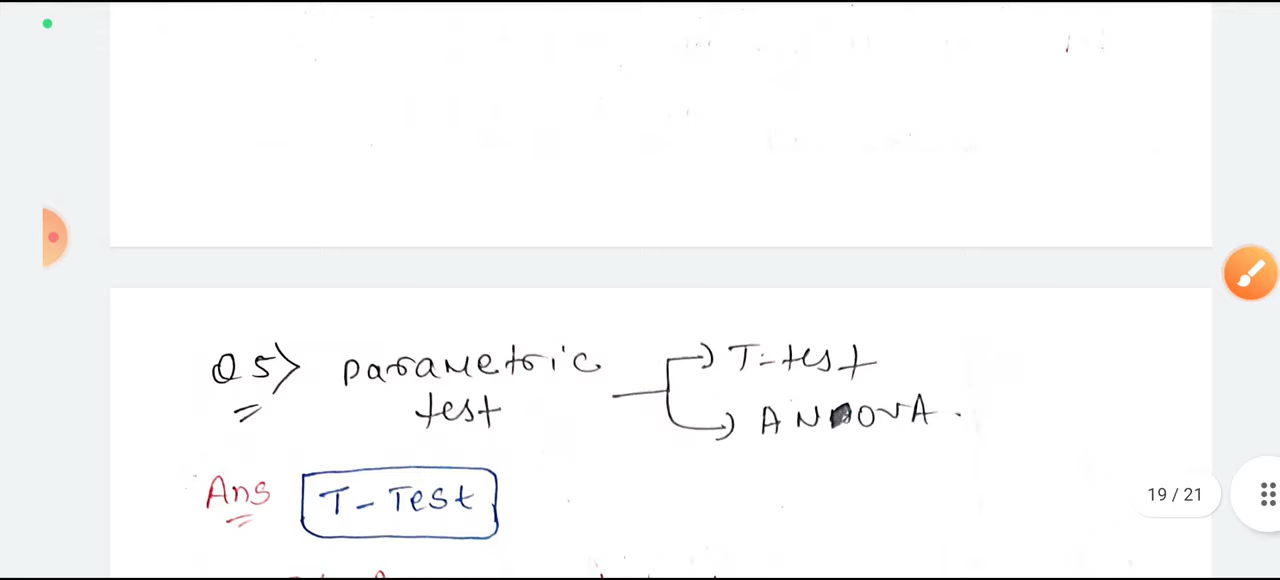 Q5> parametric test → T-test
→ ANOVA.
Ans T-Test
19 / 21